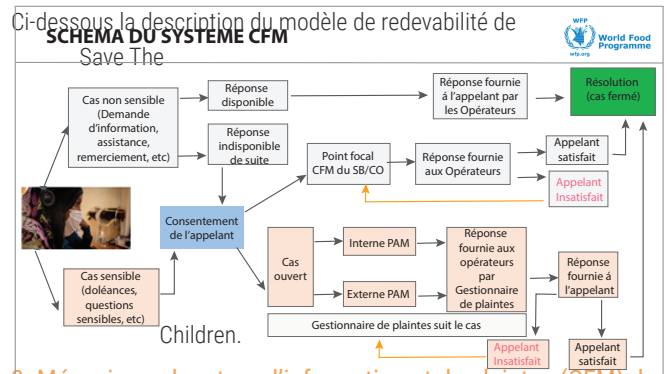 Ci-dessous la description du modèle de redevabilité de
Save The
SCHEMA DU SYSTEME CFM
WFP
wfp.org
World Food
Programme
Cas non sensible
(Demande
d'information,
assistance,
remerciement, etc)
Réponse
disponible
Réponse fournie
á l'appelant par
les Opérateurs
Résolution
(cas fermé)
Réponse
indisponible
de suite
Point focal
CFM du SB/CO
Réponse fournie
aux Opérateurs
Appelant
satisfait
Appelant
Insatisfait
Consentement
de l'appelant
Cas sensible
(doléances,
questions
sensibles, etc)
Cas
ouvert
Interne PAM
Externe PAM
Réponse
fournie aux
opérateurs
par
Gestionnaire
de plaintes
Réponse
fournie á
l'appelant
Gestionnaire de plaintes suit le cas
Appelant
Insatisfait
Appelant
satisfait
Children.